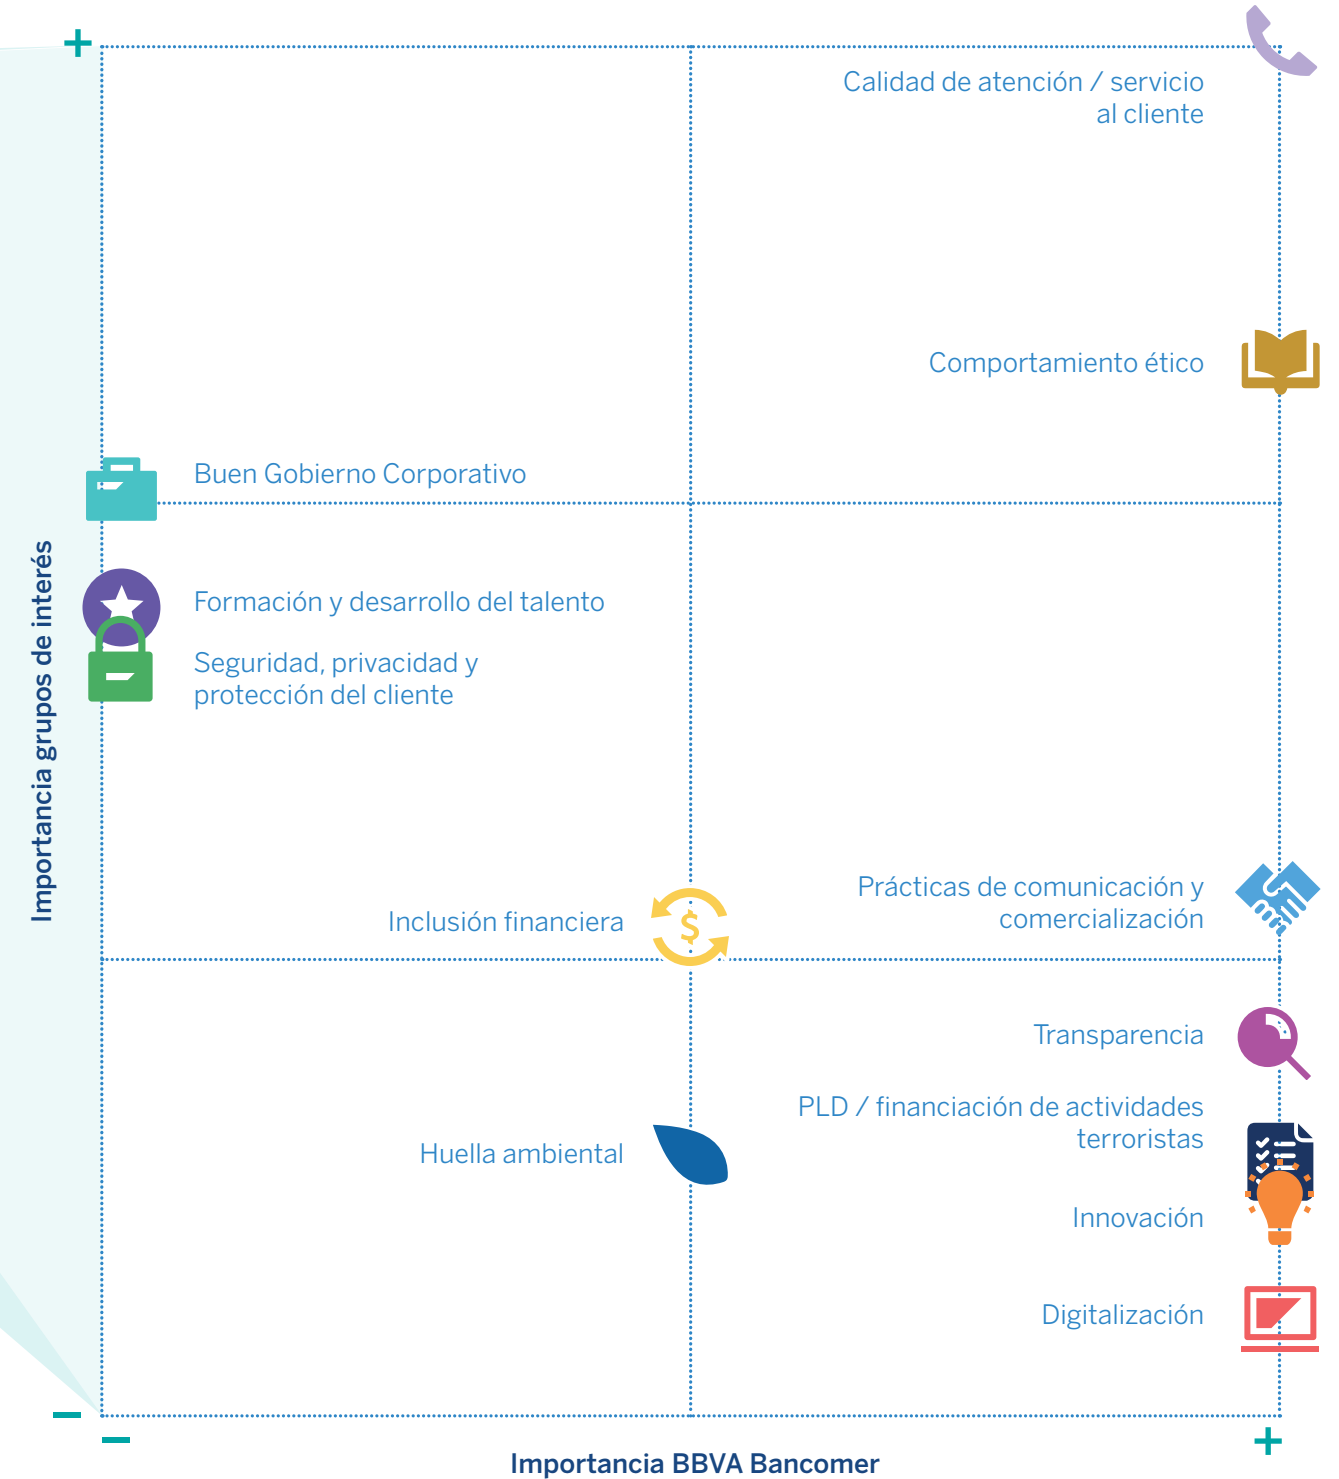 Calidad de atención / servicio
al cliente
Comportamiento ético
Buen Gobierno Corporativo
Formación y desarrollo del talento
Seguridad, privacidad y
protección del cliente
Importancia grupos de interés
Prácticas de comunicación y
comercialización
Inclusión financiera
$
Transparencia
PLD / financiación de actividades
terroristas
Huella ambiental
Innovación
Digitalización
Importancia BBVA Bancomer